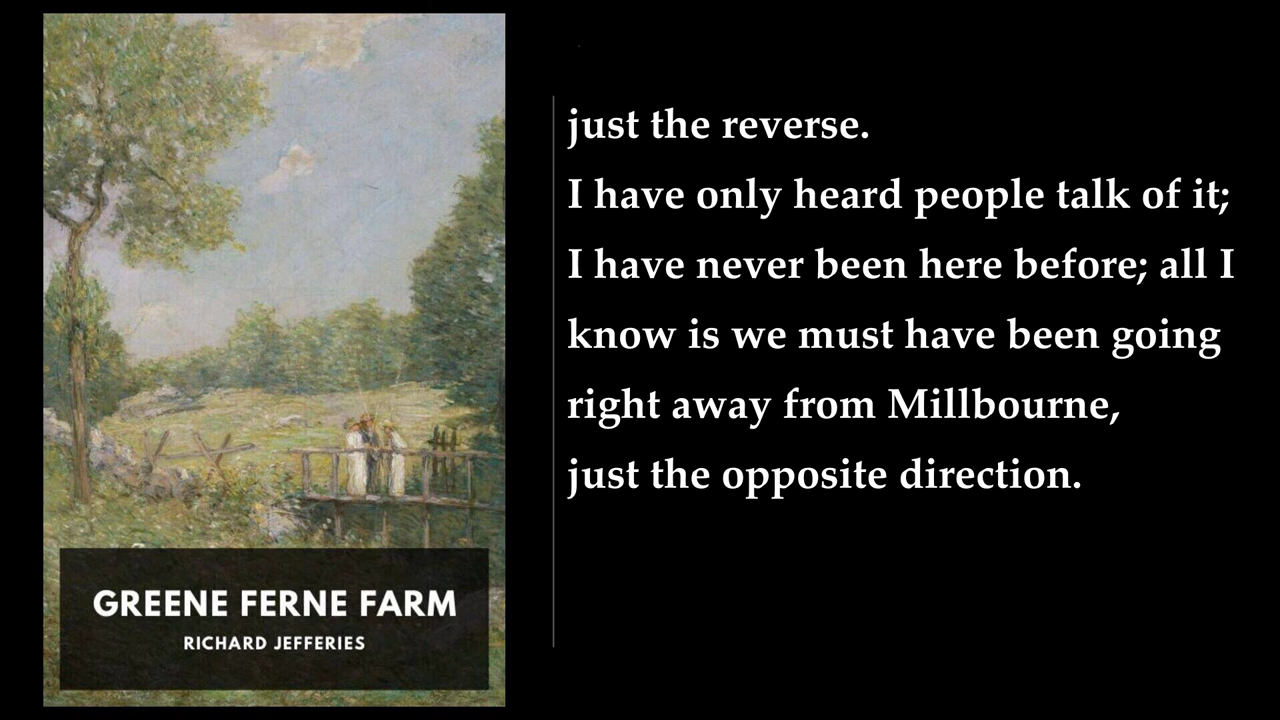 just the reverse.
I have only heard people talk of it;
I have never been here before; all I
know is we must have been going
right away from Millbourne,
just the opposite direction.
GREENE FERNE FARM
RICHARD JEFFERIES